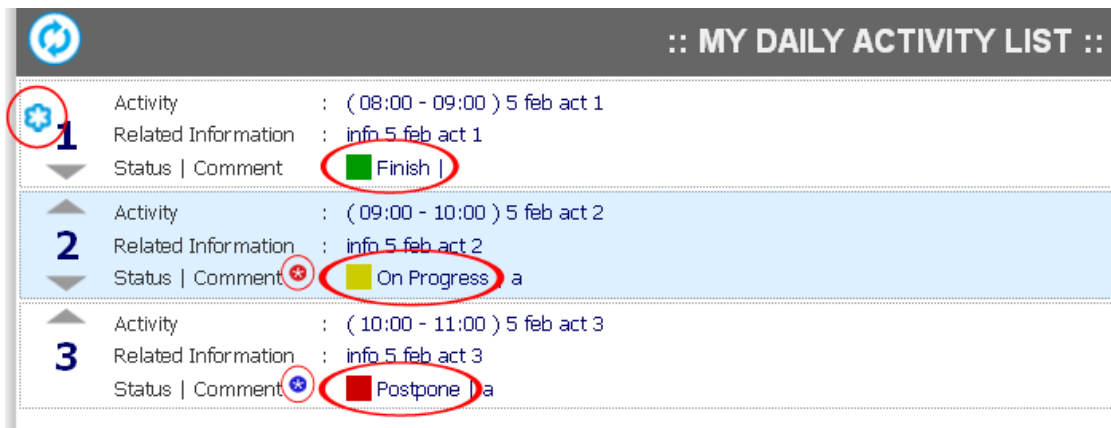 :: MY DAILY ACTIVITY LIST ::
1
Activity : ( 08:00 - 09:00 ) 5 feb act 1
Related Information : info 5 feb act 1
Status | Comment Finish |
2
Activity : ( 09:00 - 10:00 ) 5 feb act 2
Related Information : info 5 feb act 2
Status | Comment On Progress | a
3
Activity : ( 10:00 - 11:00 ) 5 feb act 3
Related Information : info 5 feb act 3
Status | Comment Postpone | a